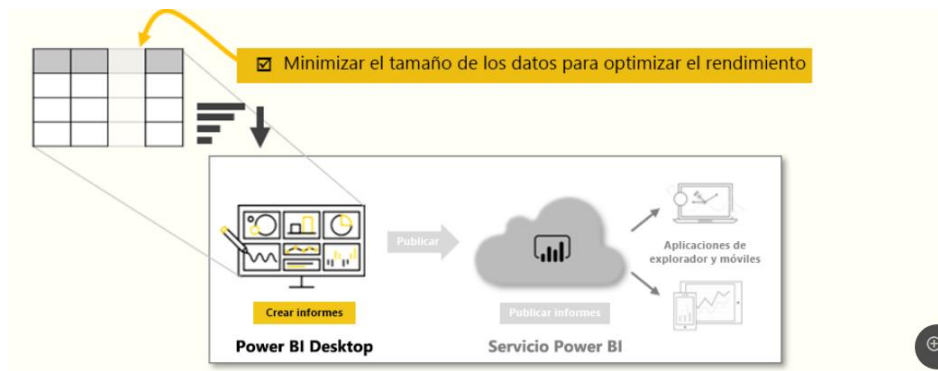 Minimizar el tamaño de los datos para optimizar el rendimiento
Publicar
Aplicaciones de
explorador y móviles
Crear informes
Publicar informes
Power BI Desktop
Servicio Power BI